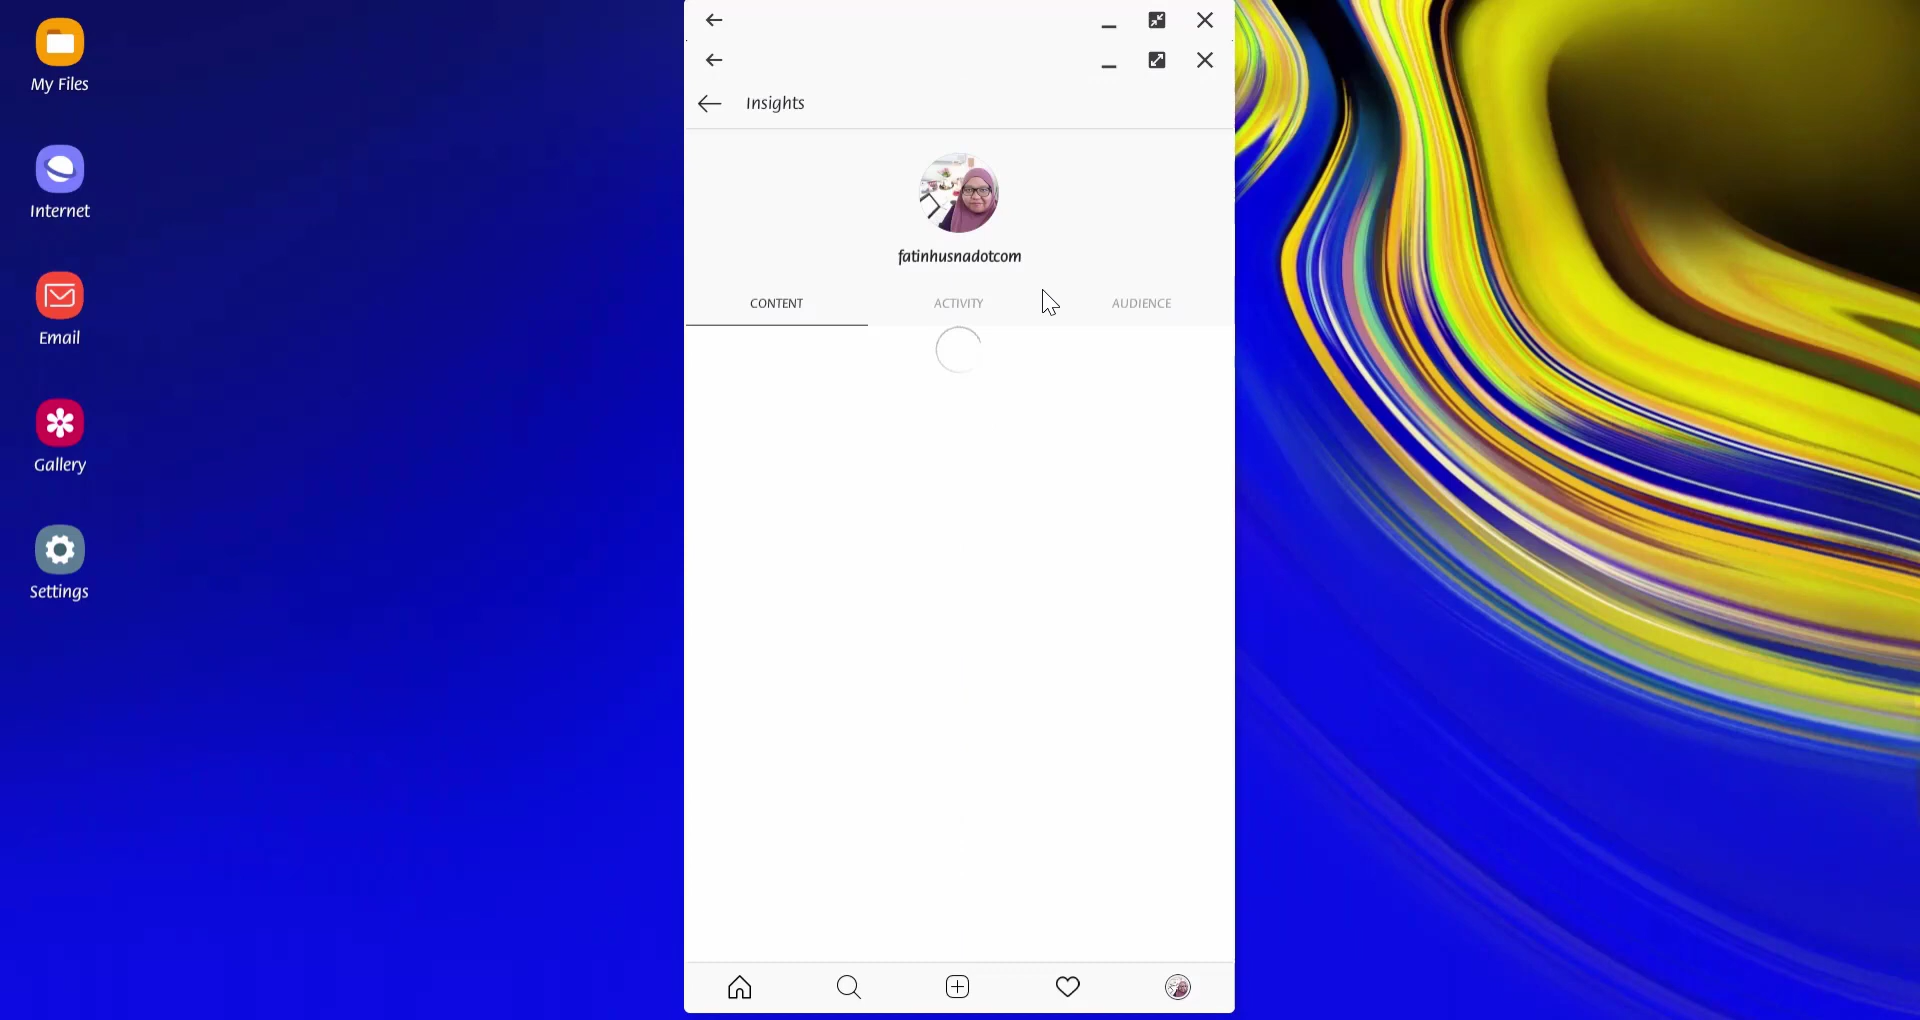 My Files
Internet
Email
Gallery
Settings
Insights
fatinhusnadotcom
CONTENT
ACTIVITY
AUDIENCE